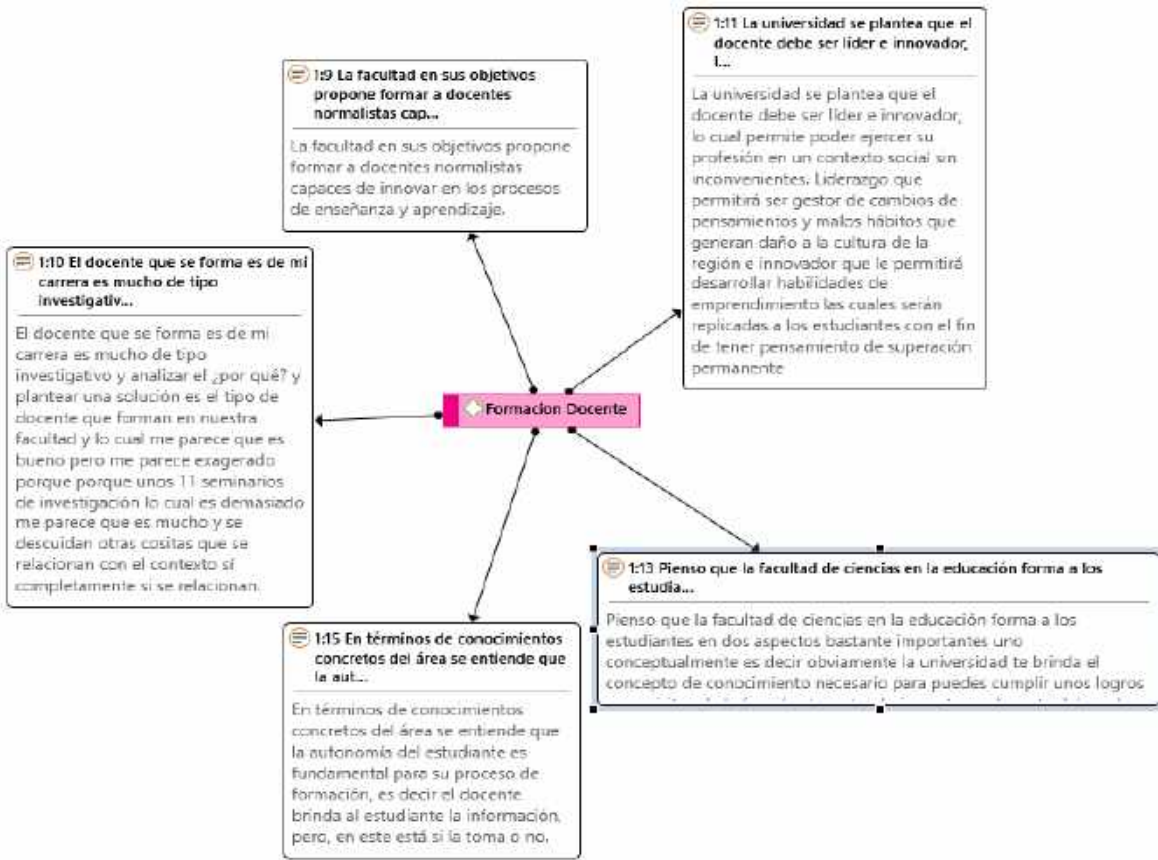 1:11 La universidad se plantea que el
docente debe ser líder e innovador,
l...
La universidad se plantea que el
docente debe ser líder e innovador,
lo cual permite poder ejercer su
profesión en un contexto social sin
inconvenientes. Liderazgo que
permitirá ser gestor de cambios de
pensamientos y malos hábitos que
generan daño a la cultura de la
región e innovador que le permitirá
desarrollar habilidades de
emprendimiento las cuales serán
replicadas a los estudiantes con el fin
de tener pensamiento de superación
permanente
1:9 La facultad en sus objetivos
propone formar a docentes
normalistas cap...
La facultad en sus objetivos propone
formar a docentes normalistas
capaces de innovar en los procesos
de enseñanza y aprendizaje.
1:10 El docente que se forma es de mi
carrera es mucho de tipo
investigativ...
El docente que se forma es de mi
carrera es mucho de tipo
investigativo y analizar el ¿por qué? y
plantear una solución es el tipo de
docente que forman en nuestra
facultad y lo cual me parece que es
bueno pero me parece exagerado
porque porque unos 11 seminarios
de investigación lo cual es demasiado
me parece que es mucho y se
descuidan otras cositas que se
relacionan con el contexto sí
completamente si se relacionan.
Formacion Docente
1:13 Pienso que la facultad de ciencias en la educación forma a los
estudia...
Pienso que la facultad de ciencias en la educación forma a los
estudiantes en dos aspectos bastante importantes uno
conceptualmente es decir obviamente la universidad te brinda el
concepto de conocimiento necesario para puedes cumplir unos logros
1:15 En términos de conocimientos
concretos del área se entiende que
la aut...
En términos de conocimientos
concretos del área se entiende que
la autonomía del estudiante es
fundamental para su proceso de
formación, es decir el docente
brinda al estudiante la información,
pero, en este está si la toma o no.